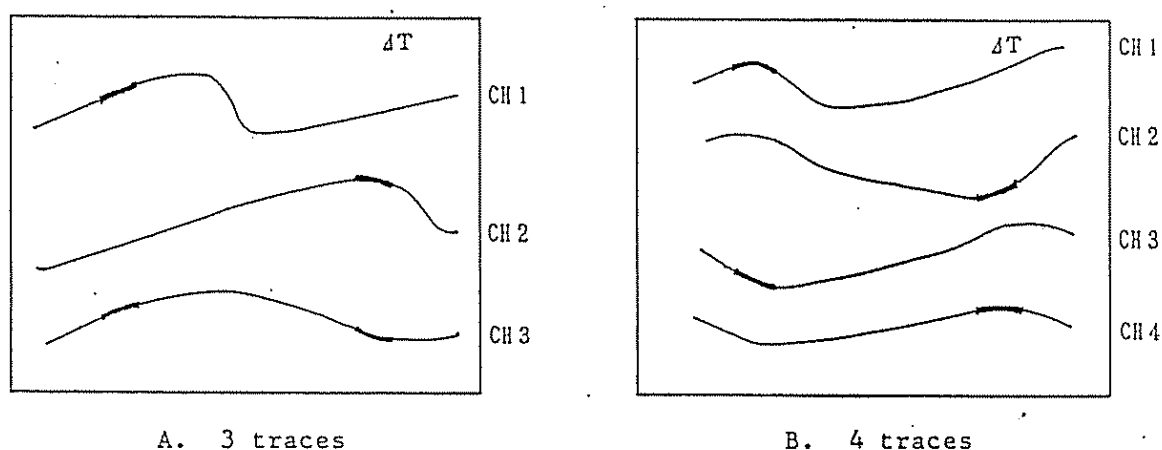 ΔT
CH 1
CH 2
CH 3
A. 3 traces
ΔT
CH 1
CH 2
CH 3
CH 4
B. 4 traces